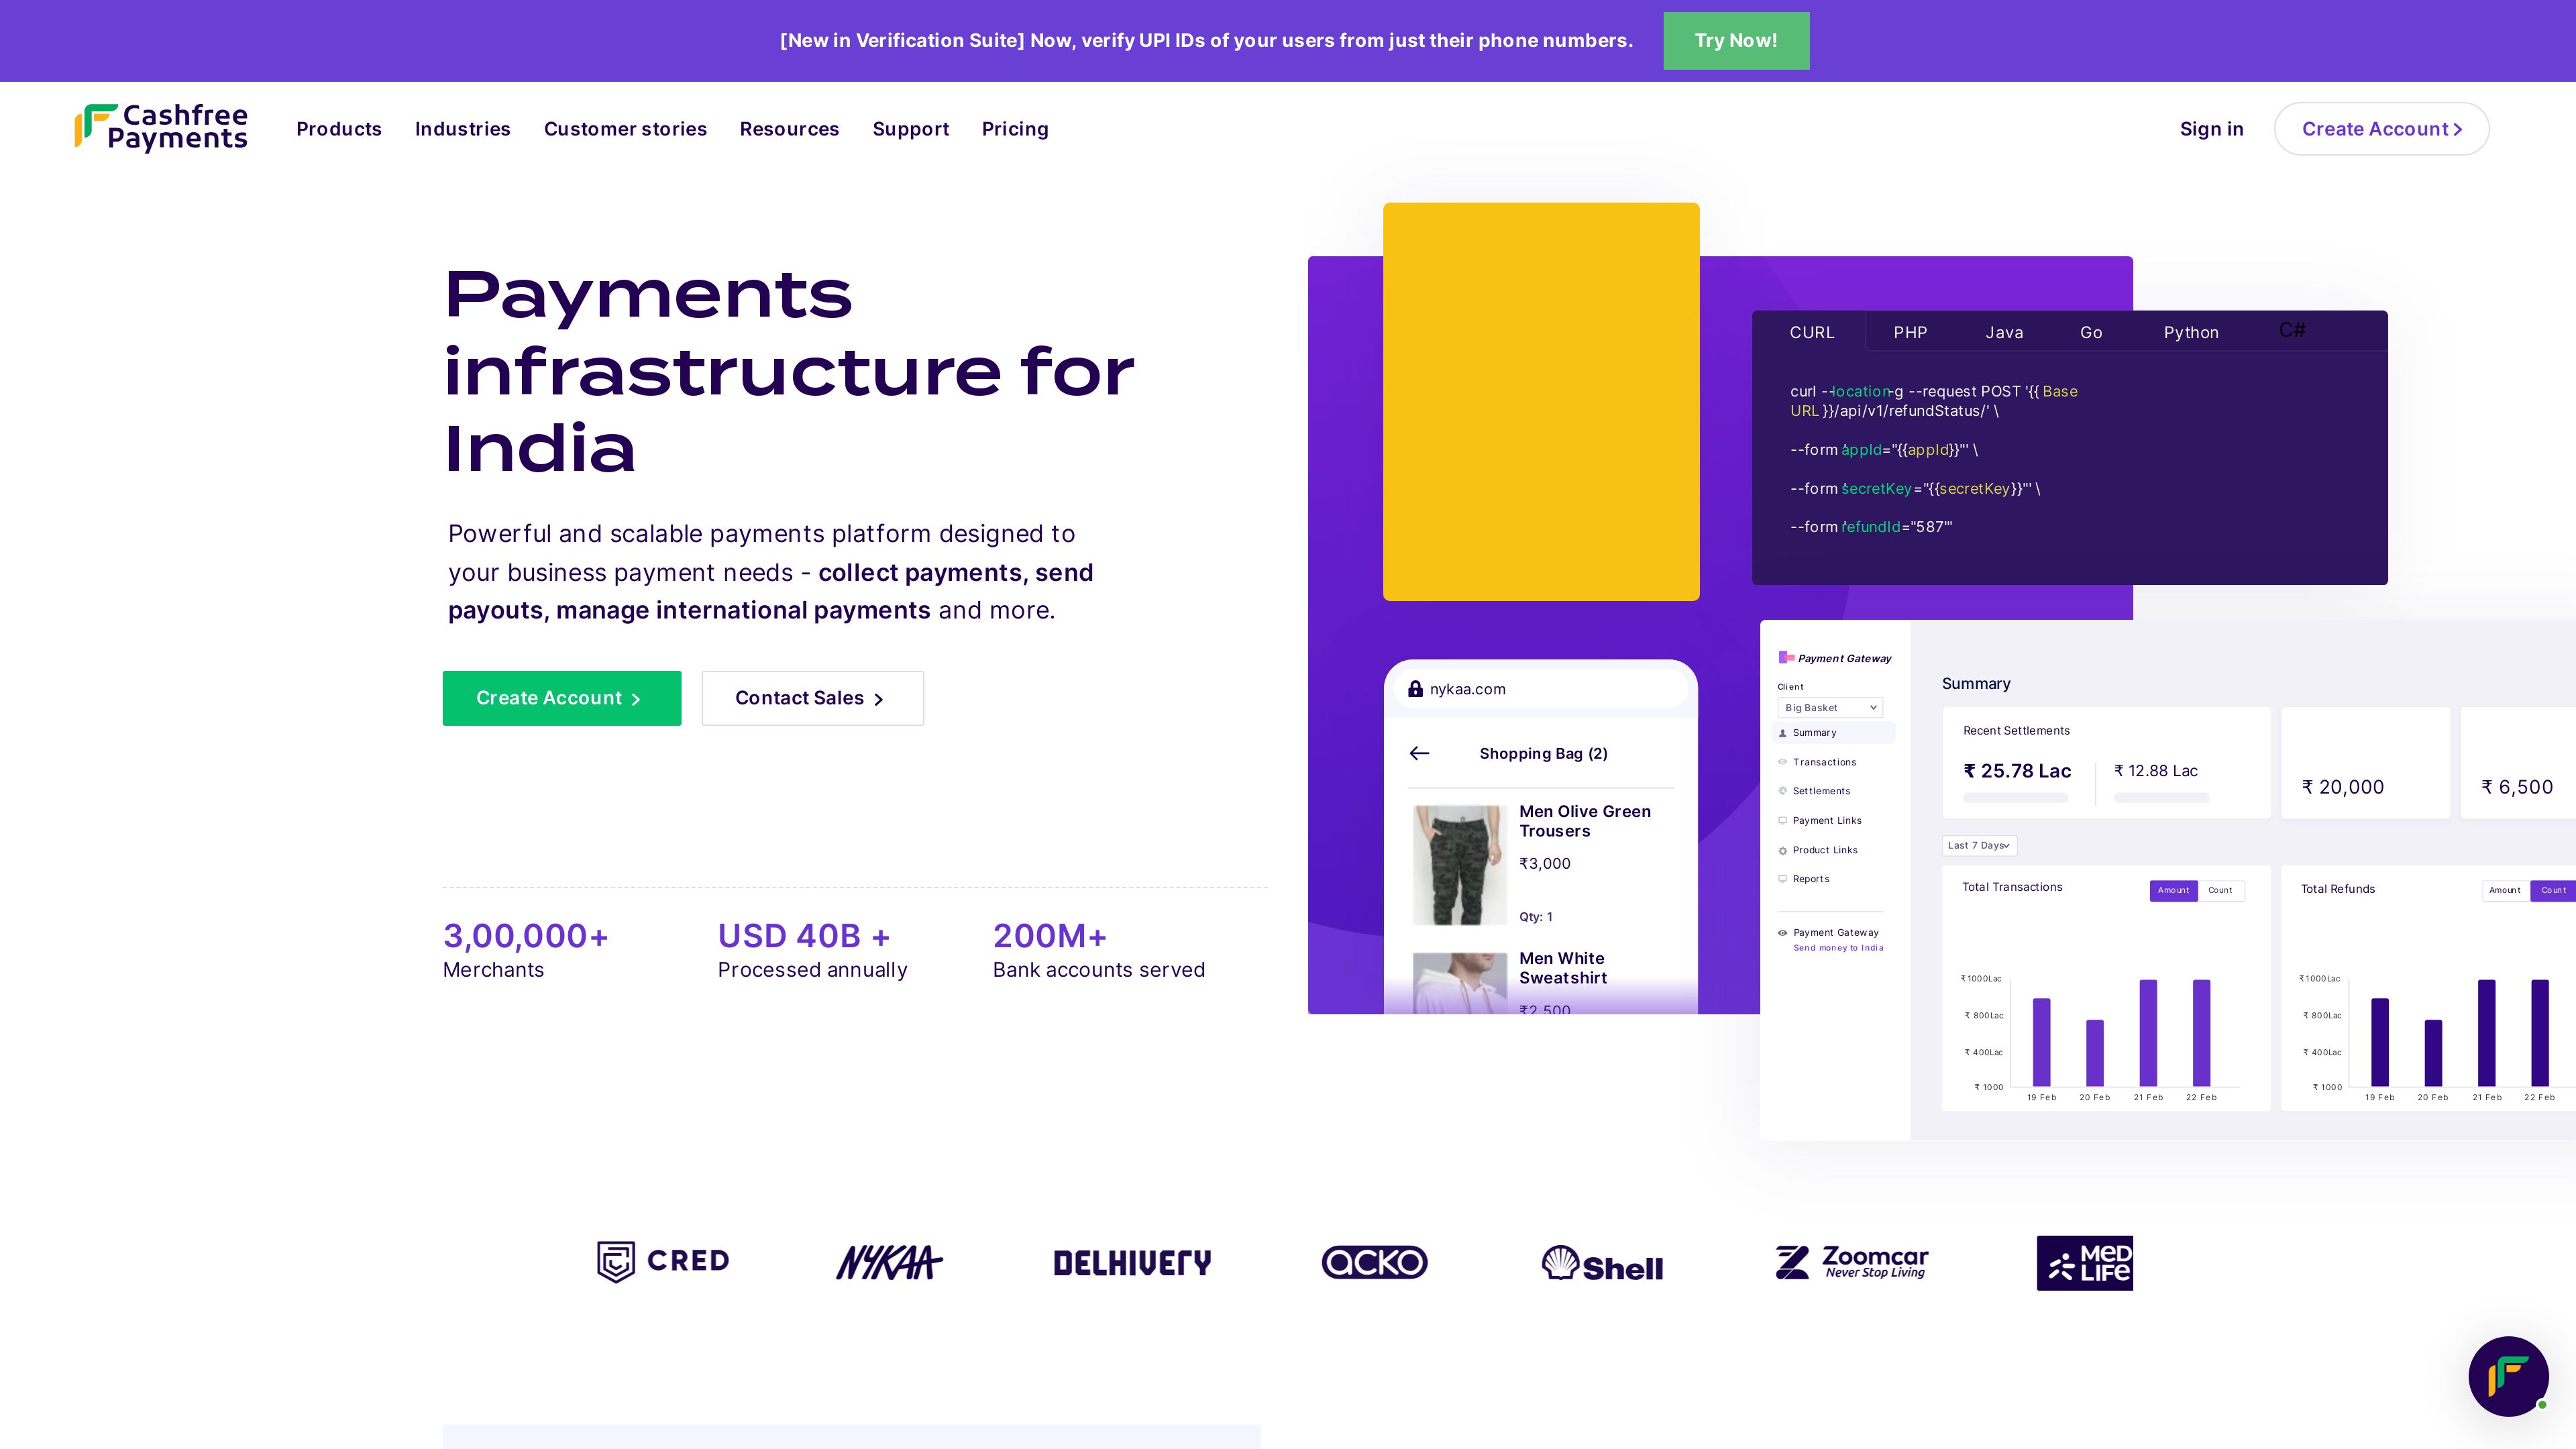 [New in Verification Suite] Now, verify UPI IDs of your users from just their phone numbers.
Try Now!
Cashfree
Payments
Products
Industries
Customer stories
Resources
Support
Pricing
Sign in
Create Account
Payments
infrastructure for
India
Powerful and scalable payments platform designed to
your business payment needs - collect payments, send
payouts, manage international payments and more.
Create Account
Contact Sales
3,00,000+
Merchants
USD 40B +
Processed annually
200M+
Bank accounts served
CURL
PHP
Java
Go
Python
C#
curl --location-g --request POST '{{ Base
URL }}/api/v1/refundStatus/' \
--form 'appId="{{appId}}"' \
--form 'secretKey="{{secretKey}}"' \
--form 'refundId="587"'
nykaa.com
Shopping Bag (2)
Men Olive Green
Trousers
₹3,000
Qty: 1
Men White
Sweatshirt
₹2,500
Payment Gateway
Client
Big Basket
Summary
Transactions
Settlements
Payment Links
Product Links
Reports
Payment Gateway
Send money to India
Summary
Recent Settlements
₹ 25.78 Lac
₹ 12.88 Lac
₹ 20,000
₹ 6,500
Last 7 Days
Total Transactions
Amount
Count
₹1000Lac
₹ 800Lac
₹ 400Lac
₹ 1000
19 Feb
20 Feb
21 Feb
22 Feb
Total Refunds
Amount
Count
₹1000Lac
₹ 800Lac
₹ 400Lac
₹ 1000
19 Feb
20 Feb
21 Feb
22 Feb
CRED
NYKAA
DELHIVERY
acko
Shell
Zoomcar
Never Stop Living
MeD
LIFe